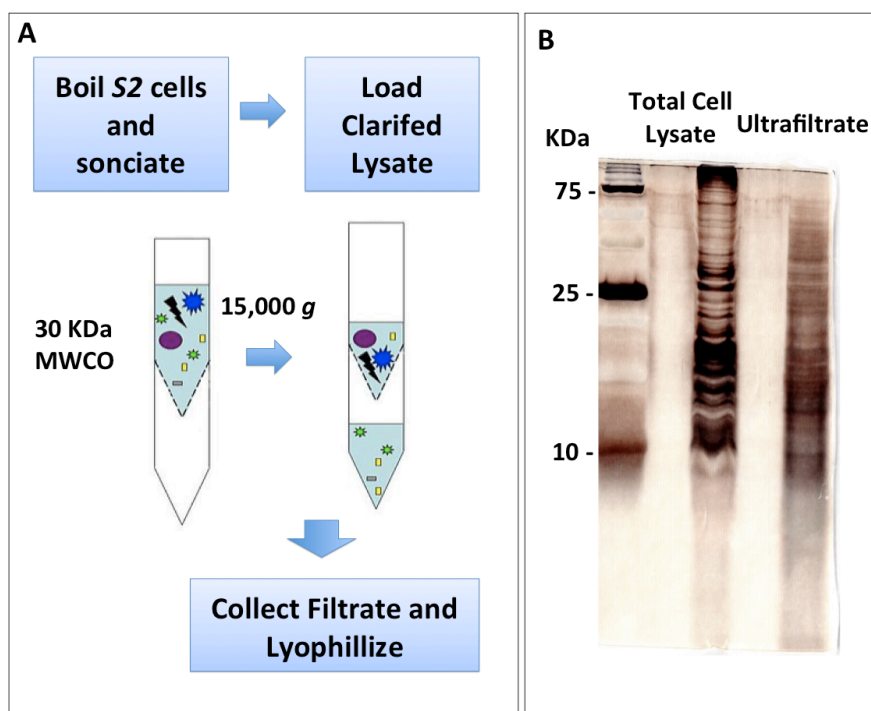 A
Boil S2 cells
and
sonciate
Load
Clarifed
Lysate
30 KDa
MWCO
15,000 g
Collect Filtrate and
Lyophillize
B
Total Cell
Lysate
Ultrafiltrate
KDa
75 -
25 -
10 -